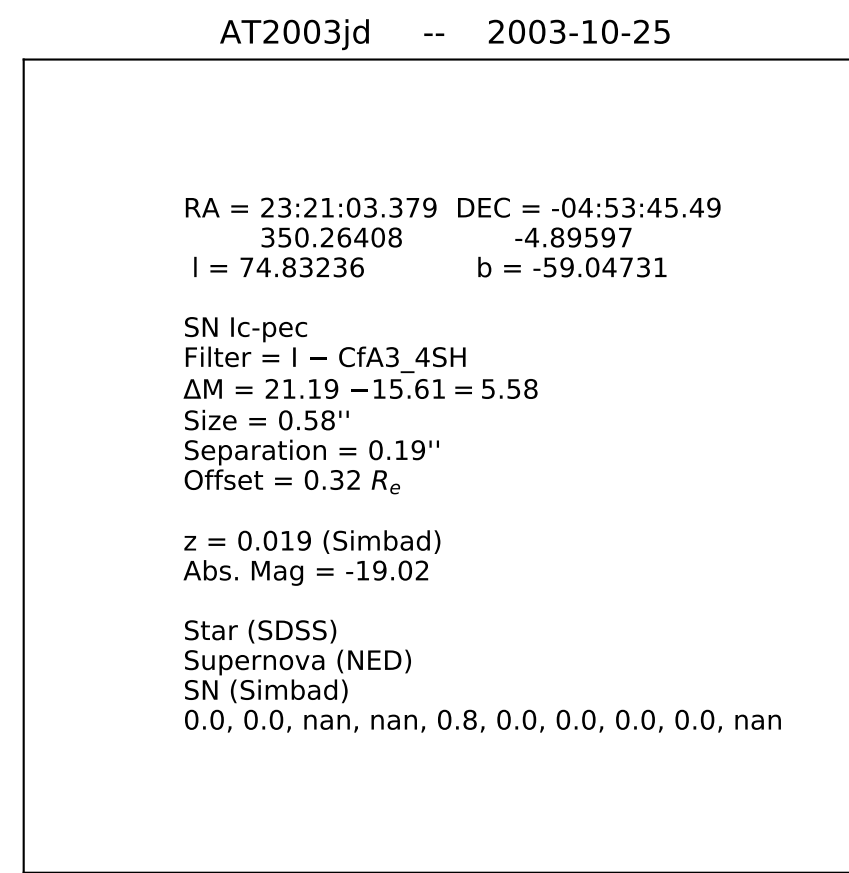 AT2003jd -- 2003-10-25
RA = 23:21:03.379 DEC = -04:53:45.49
350.26408 -4.89597
l = 74.83236 b = -59.04731
SN Ic-pec
Filter = I − CfA3_4SH
ΔM = 21.19 −15.61 = 5.58
Size = 0.58''
Separation = 0.19''
Offset = 0.32 Rₑ
z = 0.019 (Simbad)
Abs. Mag = -19.02
Star (SDSS)
Supernova (NED)
SN (Simbad)
0.0, 0.0, nan, nan, 0.8, 0.0, 0.0, 0.0, 0.0, nan